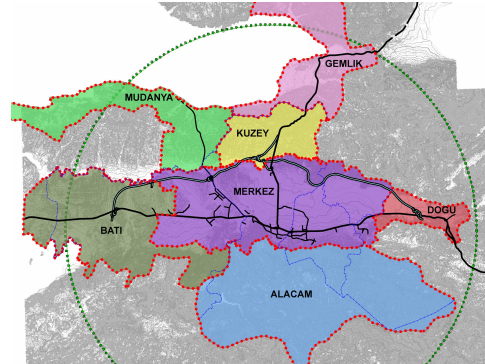 GEMLIK
MUDANYA
KUZEY
MERKEZ
DOGU
BATI
ALACAM